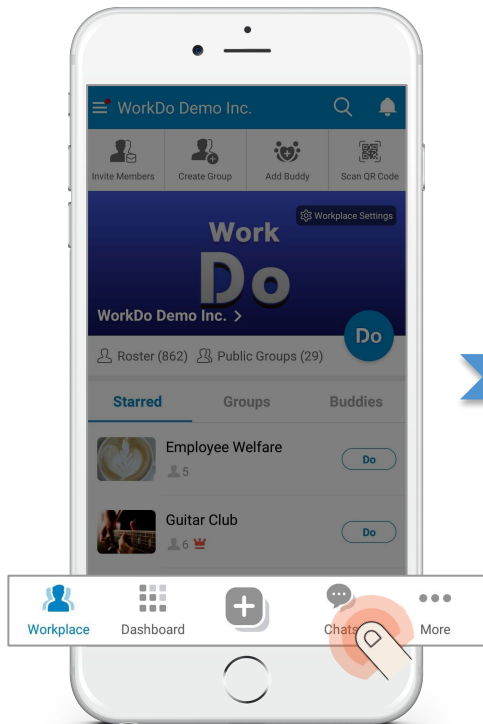 WorkDo Demo Inc.
Invite Members Create Group Add Buddy Scan QR Code
Workplace Settings
Work
Do
WorkDo Demo Inc. >
Do
Roster (862) Public Groups (29)
Starred Groups Buddies
Employee Welfare
5
Do
Guitar Club
6
Do
Workplace Dashboard Chats More